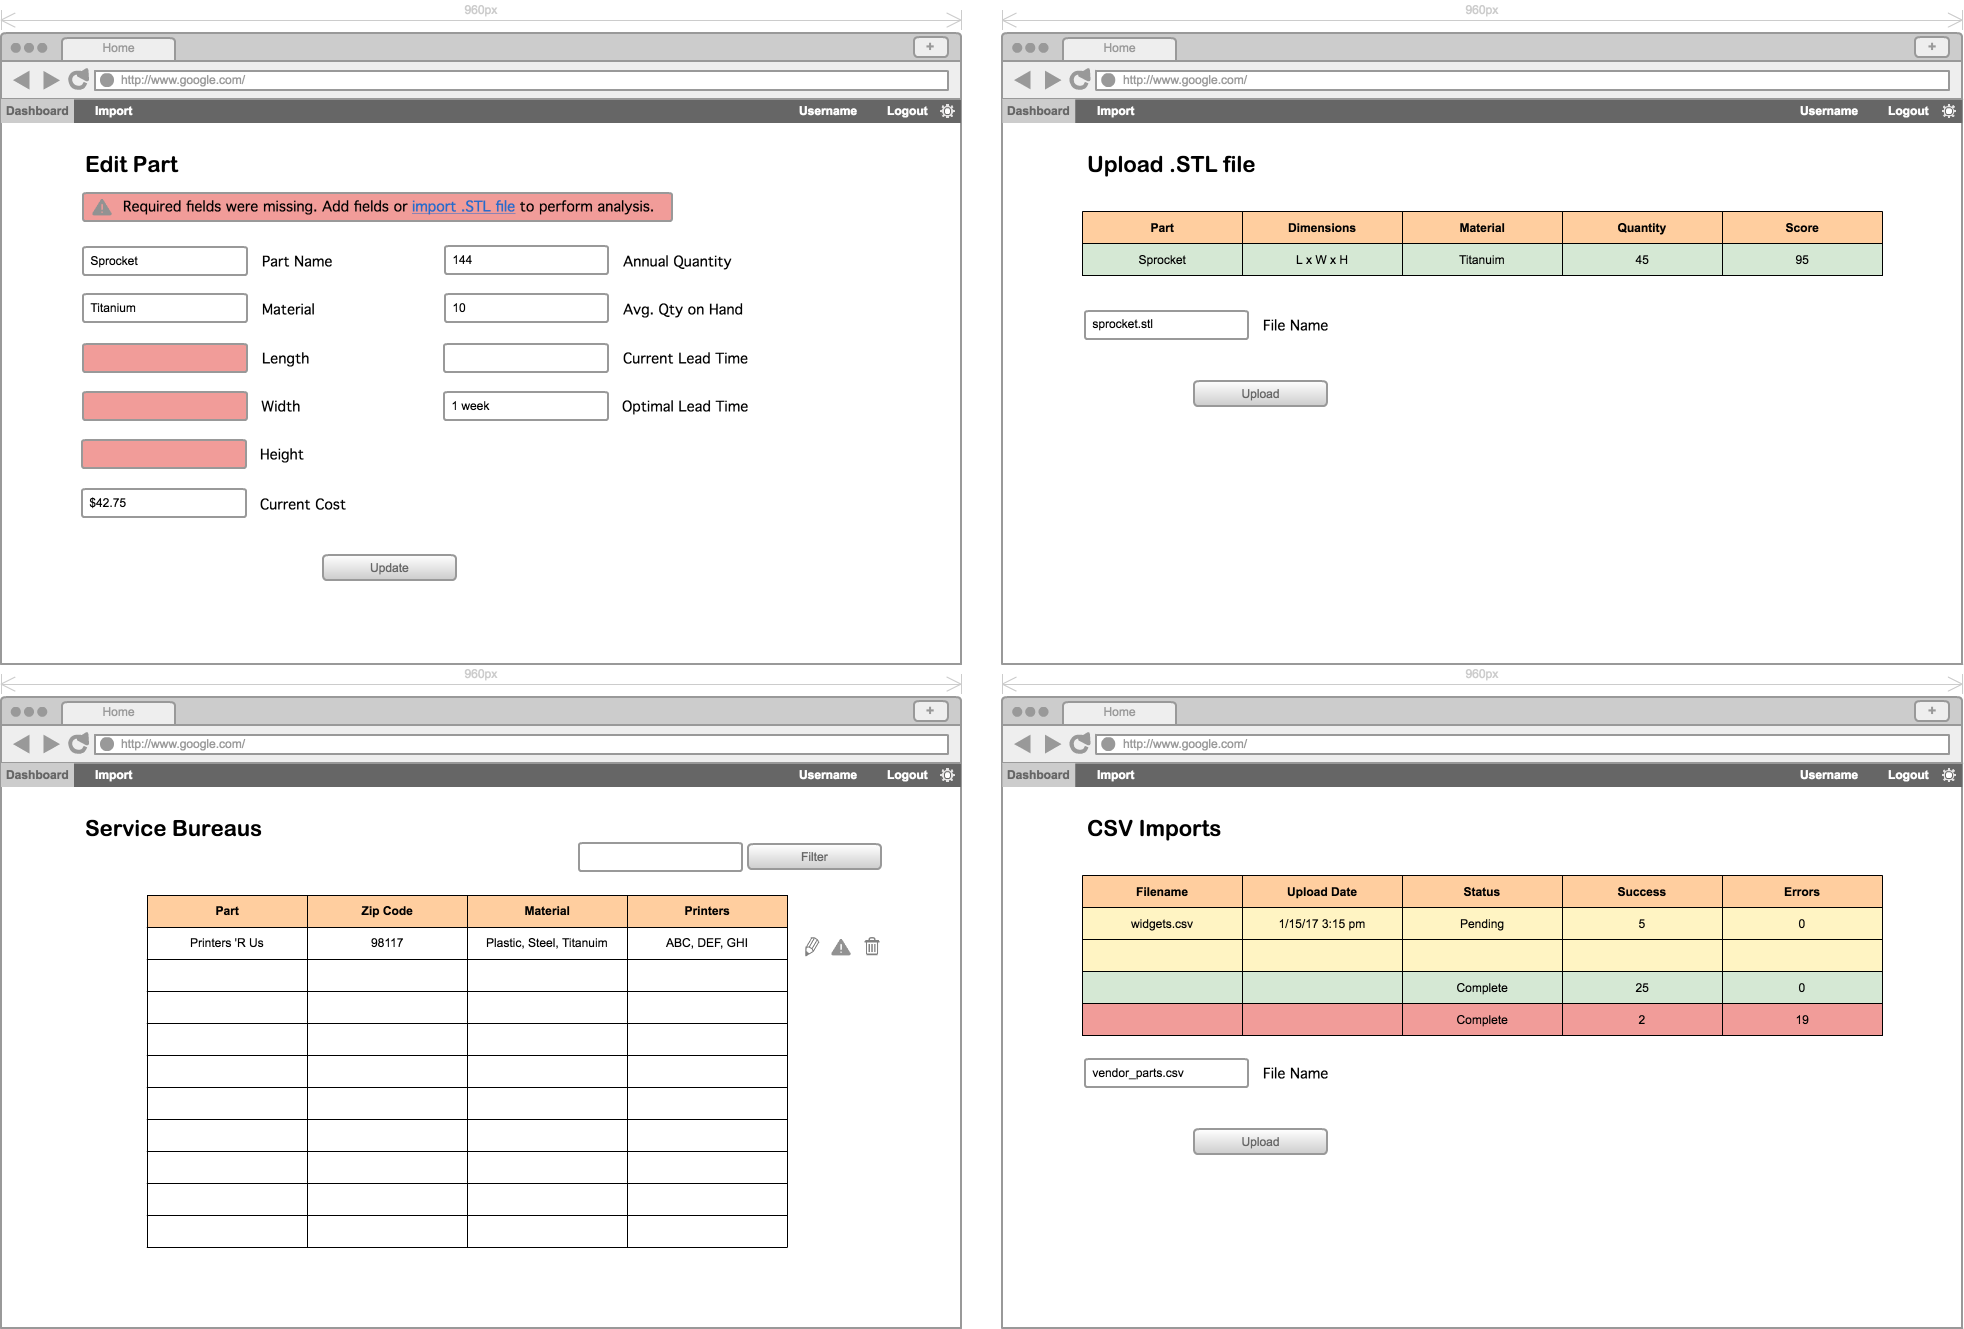 960px
Home
+
http://www.google.com/
Dashboard Import Username Logout
Edit Part
Required fields were missing. Add fields or import .STL file to perform analysis.
Sprocket Part Name 144 Annual Quantity
Titanium Material 10 Avg. Qty on Hand
Length Current Lead Time
Width 1 week Optimal Lead Time
Height
$42.75 Current Cost
Update
960px
Home
+
http://www.google.com/
Dashboard Import Username Logout
Upload .STL file
Part Dimensions Material Quantity Score
Sprocket L x W x H Titanuim 45 95
sprocket.stl File Name
Upload
960px
Home
+
http://www.google.com/
Dashboard Import Username Logout
Service Bureaus
Filter
Part Zip Code Material Printers
Printers 'R Us 98117 Plastic, Steel, Titanuim ABC, DEF, GHI
960px
Home
+
http://www.google.com/
Dashboard Import Username Logout
CSV Imports
Filename Upload Date Status Success Errors
widgets.csv 1/15/17 3:15 pm Pending 5 0
Complete 25 0
Complete 2 19
vendor_parts.csv File Name
Upload